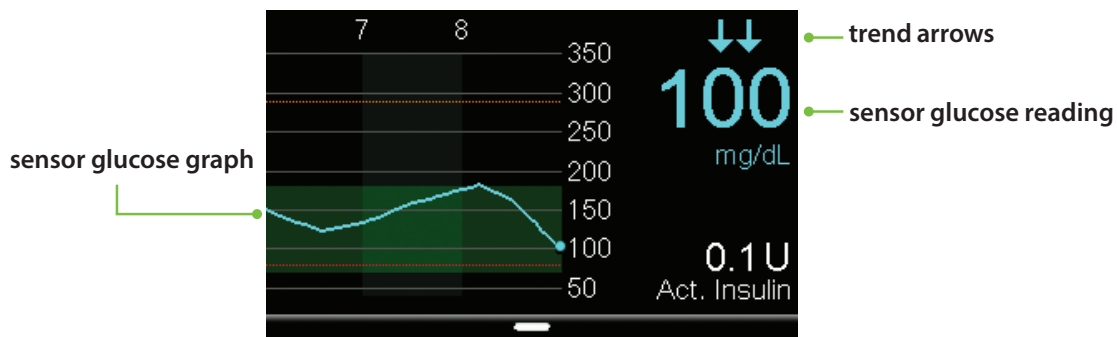 7 8
↓↓
trend arrows
350
300
100
sensor glucose reading
250
mg/dL
200
sensor glucose graph
150
100
0.1 U
50
Act. Insulin